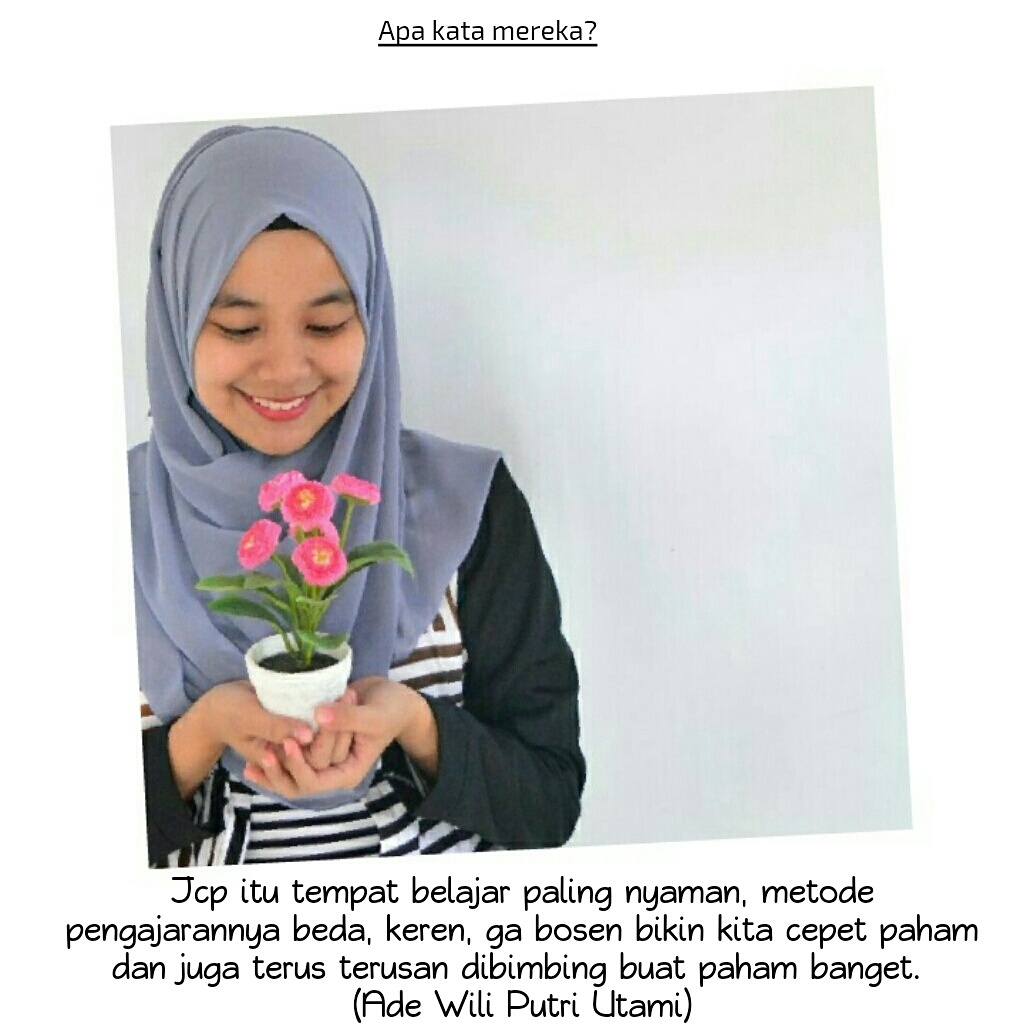 Apa kata mereka?
Jcp itu tempat belajar paling nyaman, metode
pengajarannya beda, keren, ga bosen bikin kita cepet paham
dan juga terus terusan dibimbing buat paham banget.
(Ade Wili Putri Utami)